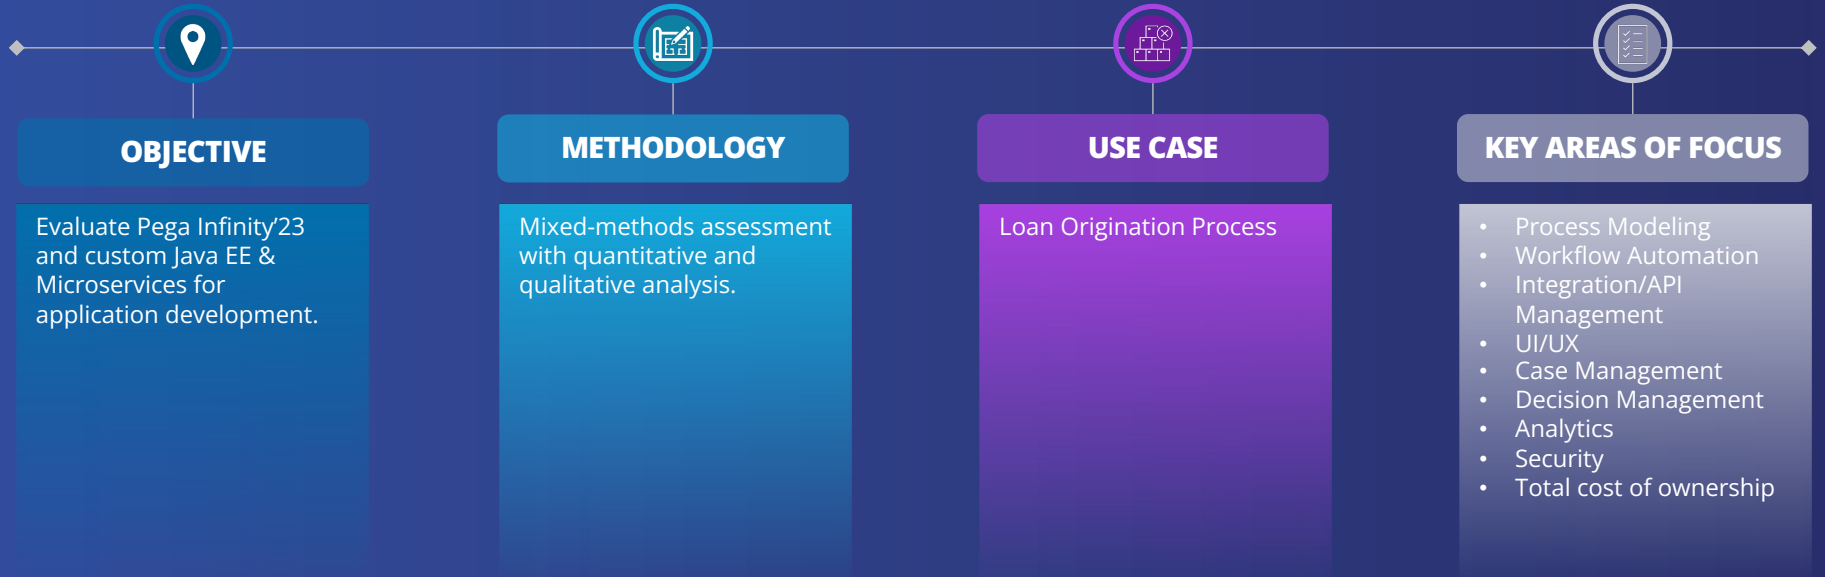 OBJECTIVE
Evaluate Pega Infinity’23
and custom Java EE &
Microservices for
application development.
METHODOLOGY
Mixed-methods assessment
with quantitative and
qualitative analysis.
USE CASE
Loan Origination Process
KEY AREAS OF FOCUS
• Process Modeling
• Workflow Automation
• Integration/API
Management
• UI/UX
• Case Management
• Decision Management
• Analytics
• Security
• Total cost of ownership